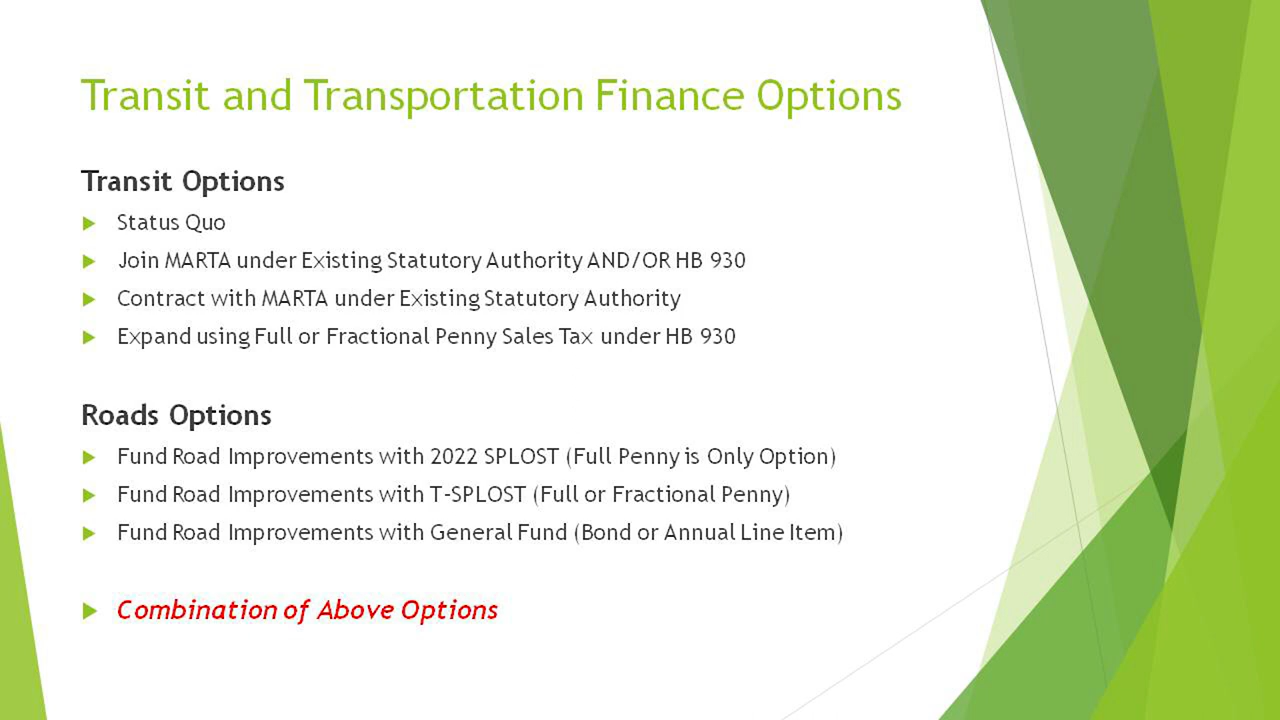 Transit and Transportation Finance Options
Transit Options
Status Quo
Join MARTA under Existing Statutory Authority AND/OR HB 930
Contract with MARTA under Existing Statutory Authority
Expand using Full or Fractional Penny Sales Tax under HB 930
Roads Options
Fund Road Improvements with 2022 SPLOST (Full Penny is Only Option)
Fund Road Improvements with T-SPLOST (Full or Fractional Penny)
Fund Road Improvements with General Fund (Bond or Annual Line Item)
Combination of Above Options